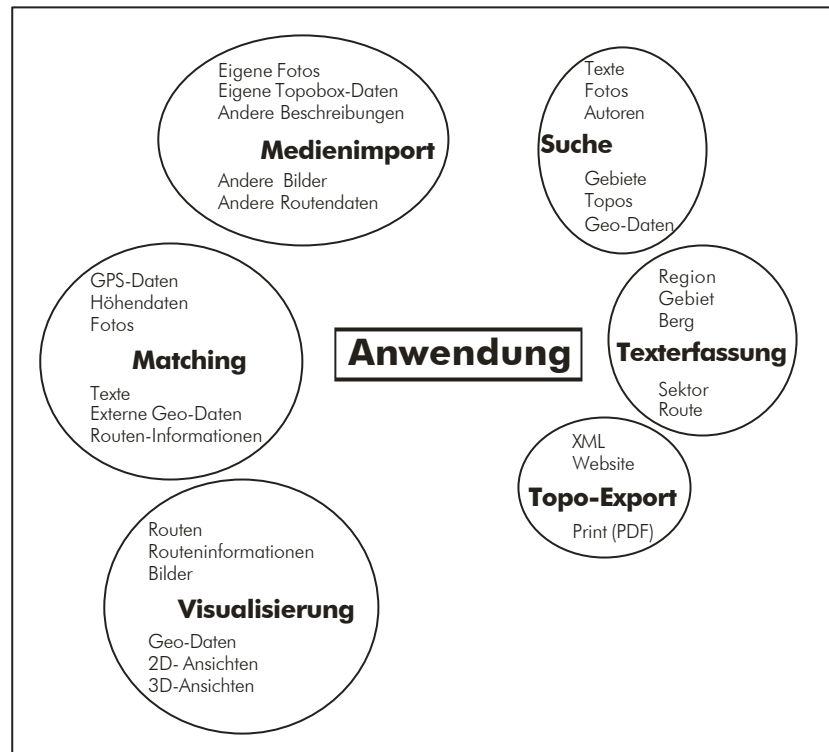 Eigene Fotos
Eigene Topobox-Daten
Andere Beschreibungen
Medienimport
Andere Bilder
Andere Routendaten
Texte
Fotos
Autoren
Suche
Gebiete
Topos
Geo-Daten
GPS-Daten
Höhendaten
Fotos
Matching
Texte
Externe Geo-Daten
Routen-Informationen
Anwendung
Region
Gebiet
Berg
Texterfassung
Sektor
Route
XML
Website
Topo-Export
Print (PDF)
Routen
Routeninformationen
Bilder
Visualisierung
Geo-Daten
2D- Ansichten
3D-Ansichten